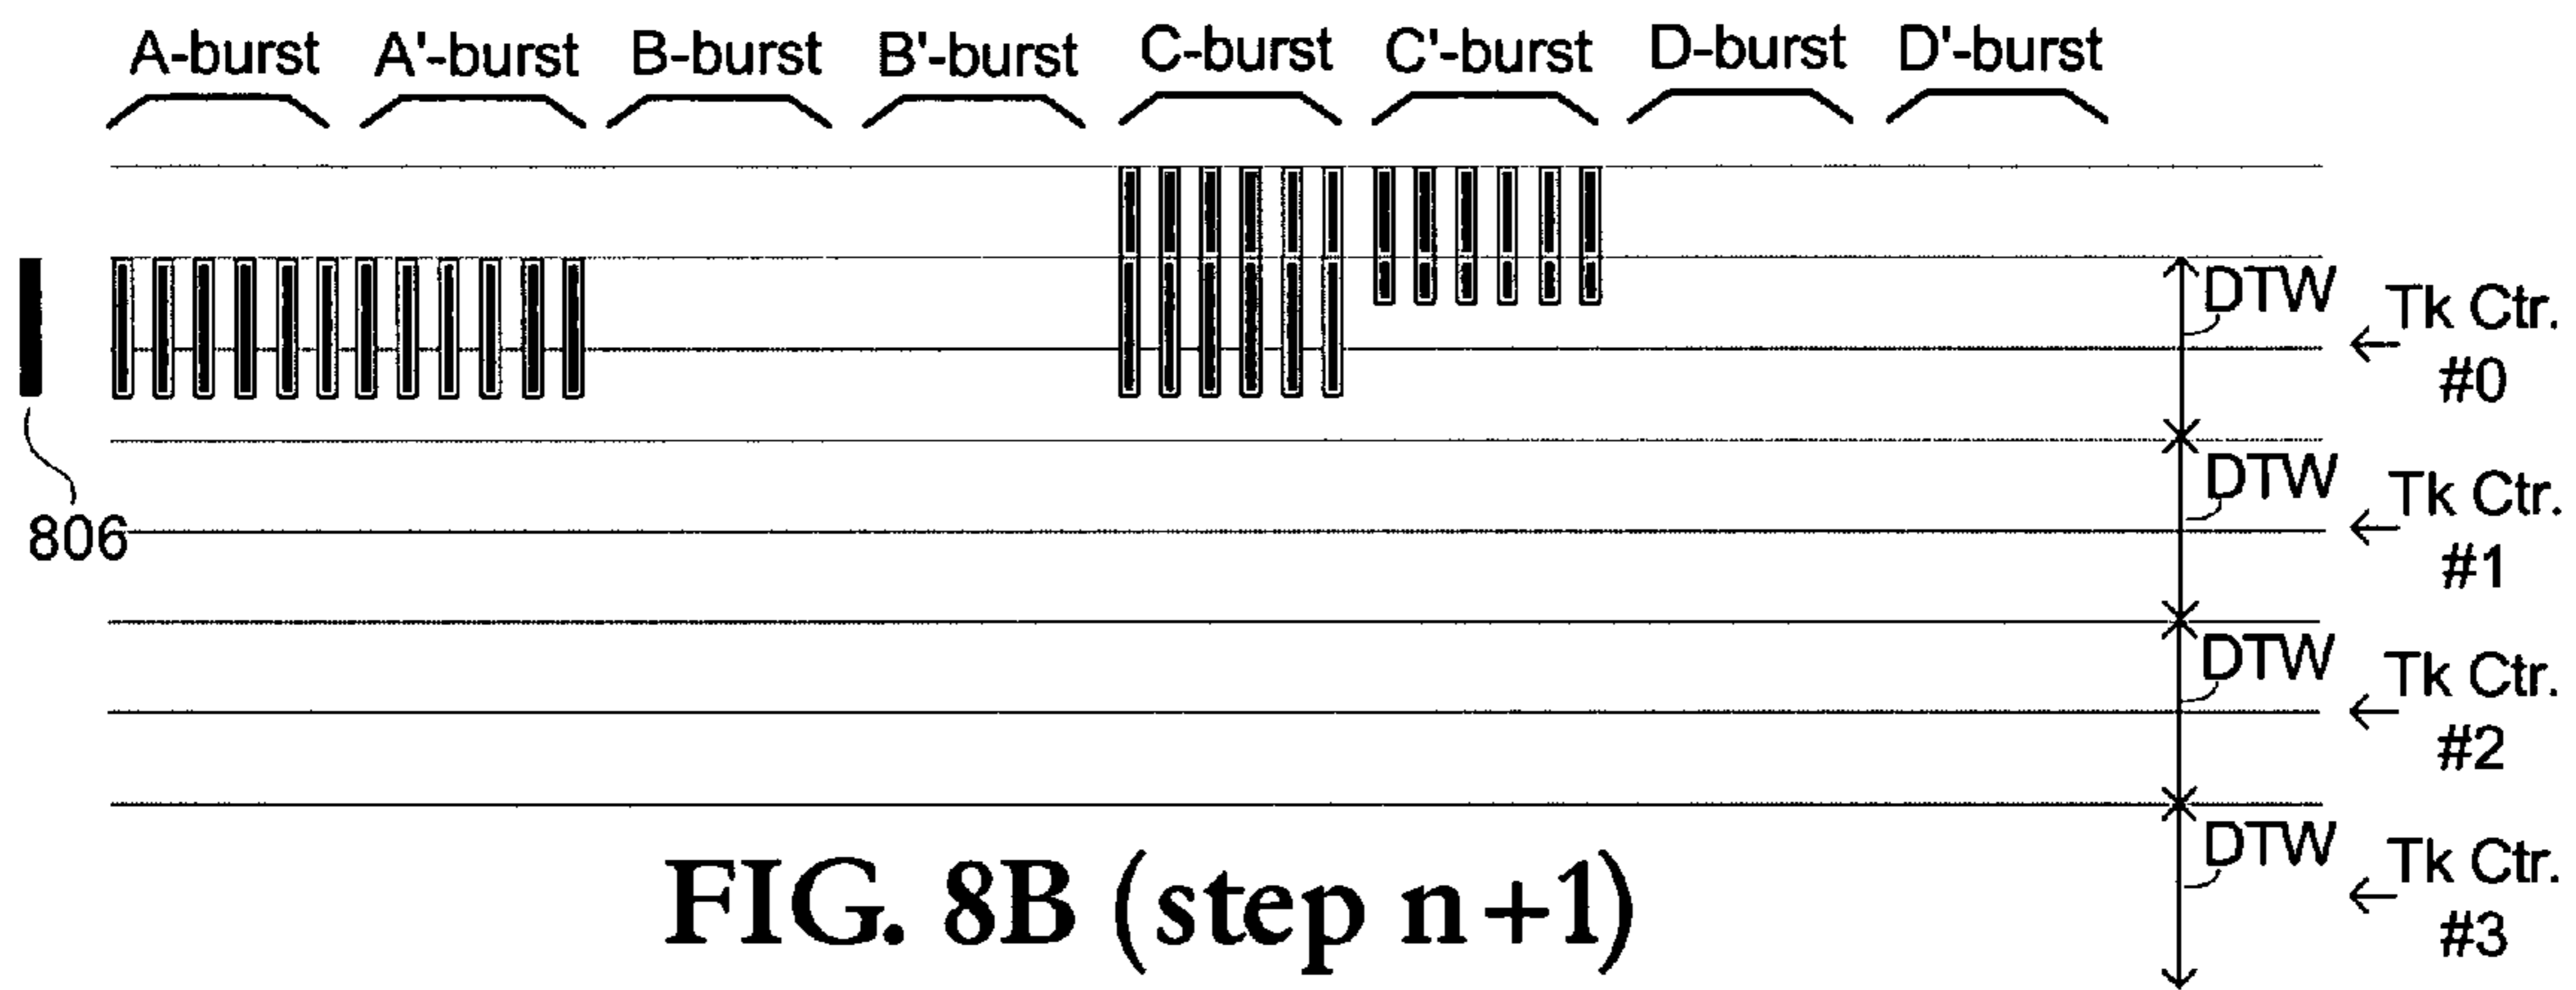 A-burst A'-burst B-burst B'-burst C-burst C'-burst D-burst D'-burst
DTW
Tk Ctr.
#0
DTW
Tk Ctr.
#1
806
DTW
Tk Ctr.
#2
DTW
Tk Ctr.
#3
FIG. 8B (step n+1)